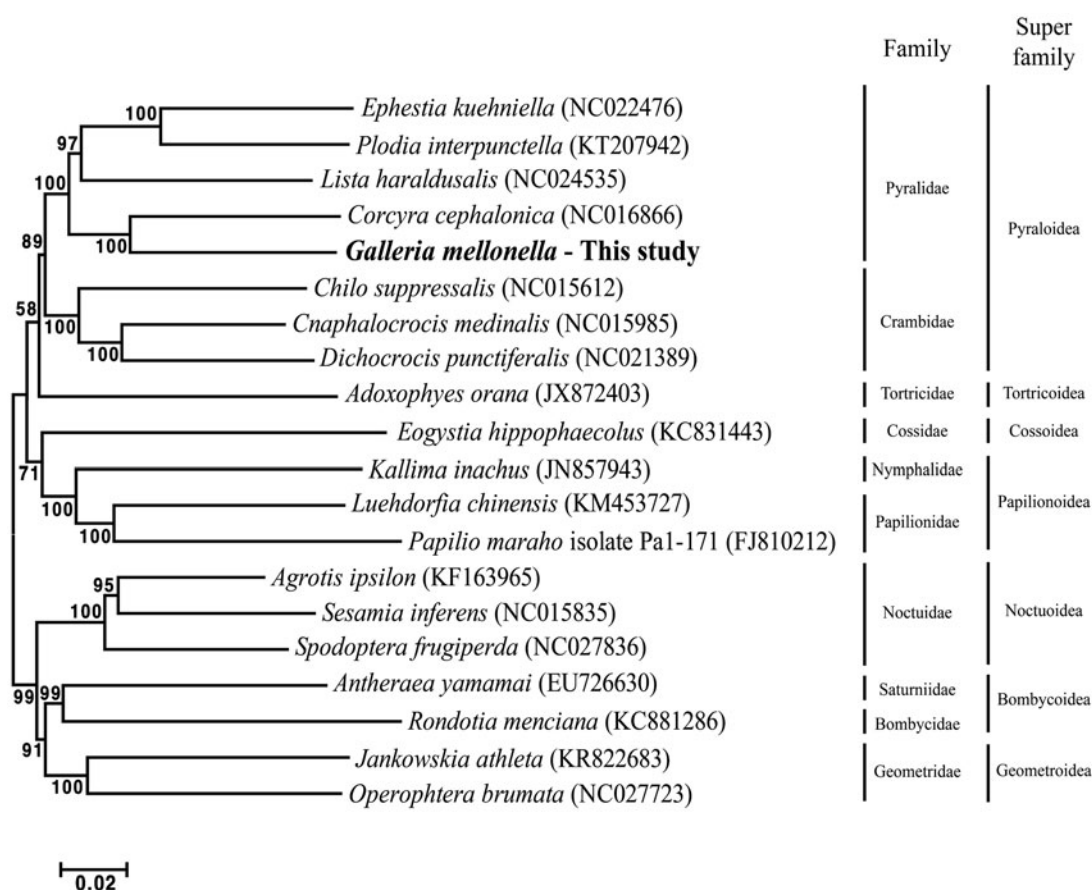 Family
Super
family
Ephestia kuehniella (NC022476)
Plodia interpunctella (KT207942)
Lista haraldusalis (NC024535)
Corcyra cephalonica (NC016866)
Galleria mellonella - This study
Chilo suppressalis (NC015612)
Cnaphalocrocis medinalis (NC015985)
Dichocrocis punctiferalis (NC021389)
Adoxophyes orana (JX872403)
Eogystia hippophaecolus (KC831443)
Kallima inachus (JN857943)
Luehdorfia chinensis (KM453727)
Papilio maraho isolate Pa1-171 (FJ810212)
Agrotis ipsilon (KF163965)
Sesamia inferens (NC015835)
Spodoptera frugiperda (NC027836)
Antheraea yamamai (EU726630)
Rondotia menciana (KC881286)
Jankowskia athleta (KR822683)
Operophtera brumata (NC027723)
Pyralidae
Crambidae
Tortricidae
Cossidae
Nymphalidae
Papilionidae
Noctuidae
Saturniidae
Bombycidae
Geometridae
Pyraloidea
Tortricoidea
Cossoidea
Papilionoidea
Noctuoidea
Bombycoidea
Geometroidea
100
97
100
100
89
100
100
58
71
100
100
95
100
99
99
91
100
0.02